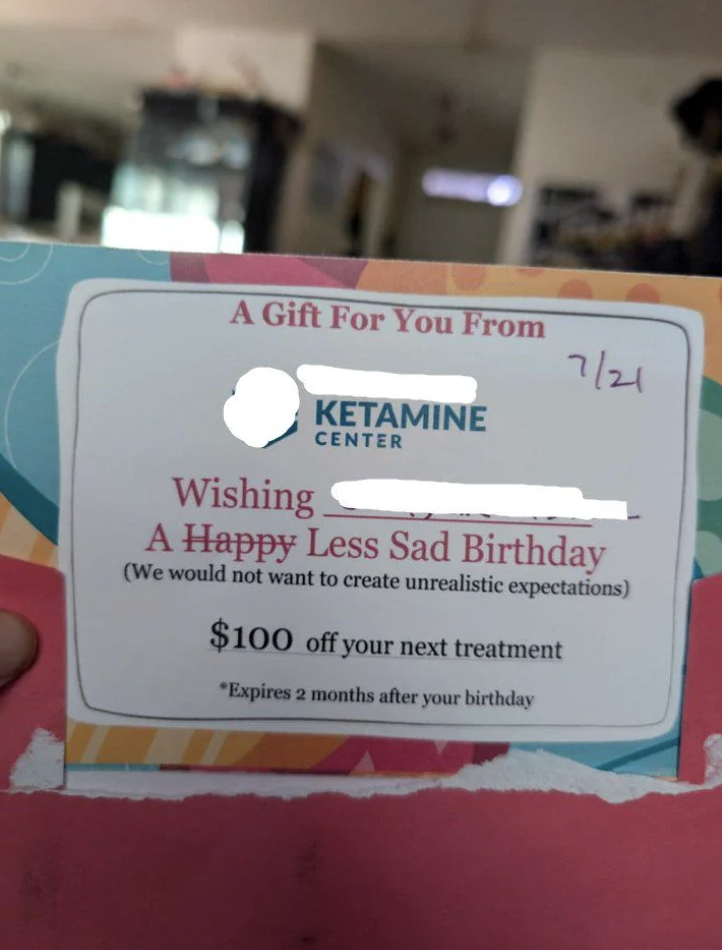 A Gift For You From
7/21
KETAMINE
CENTER
Wishing
A Happy Less Sad Birthday
(We would not want to create unrealistic expectations)
$100 off your next treatment
*Expires 2 months after your birthday